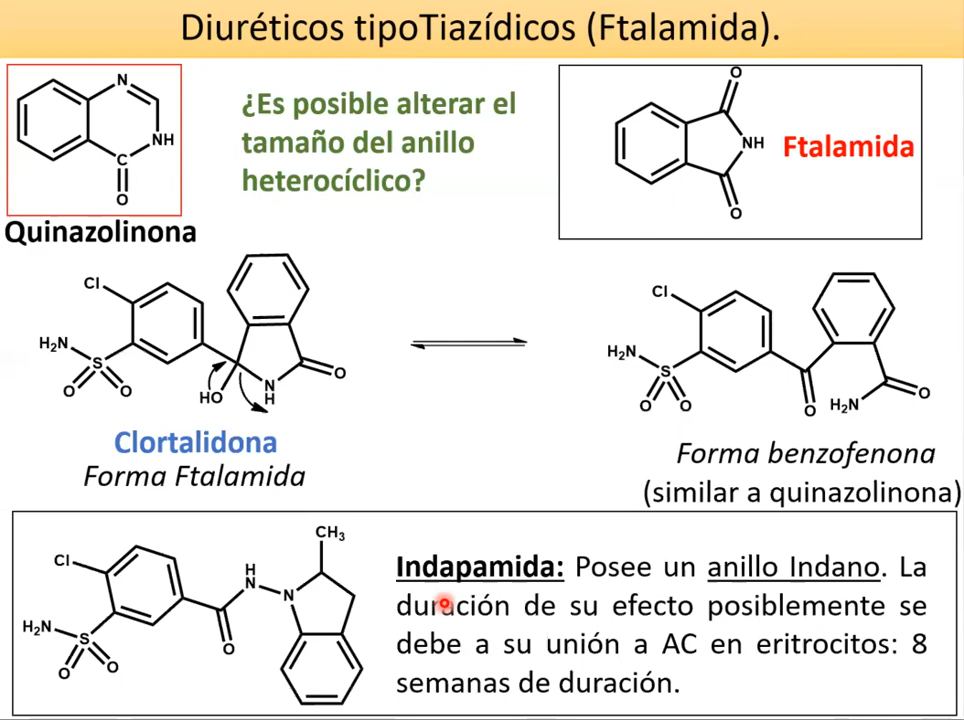 Diuréticos tipoTiazídicos (Ftalamida).
N
NH
C
O
Quinazolinona
¿Es posible alterar el
tamaño del anillo
heterocíclico?
O
NH
O
Ftalamida
Cl
H₂N
S
O
O
HO
N
H
O
Clortalidona
Forma Ftalamida
Cl
H₂N
S
O
O
O
H₂N
O
Forma benzofenona
(similar a quinazolinona)
Cl
H₂N
S
O
O
O
H
N
N
CH₃
Indapamida: Posee un anillo Indano. La
duración de su efecto posiblemente se
debe a su unión a AC en eritrocitos: 8
semanas de duración.